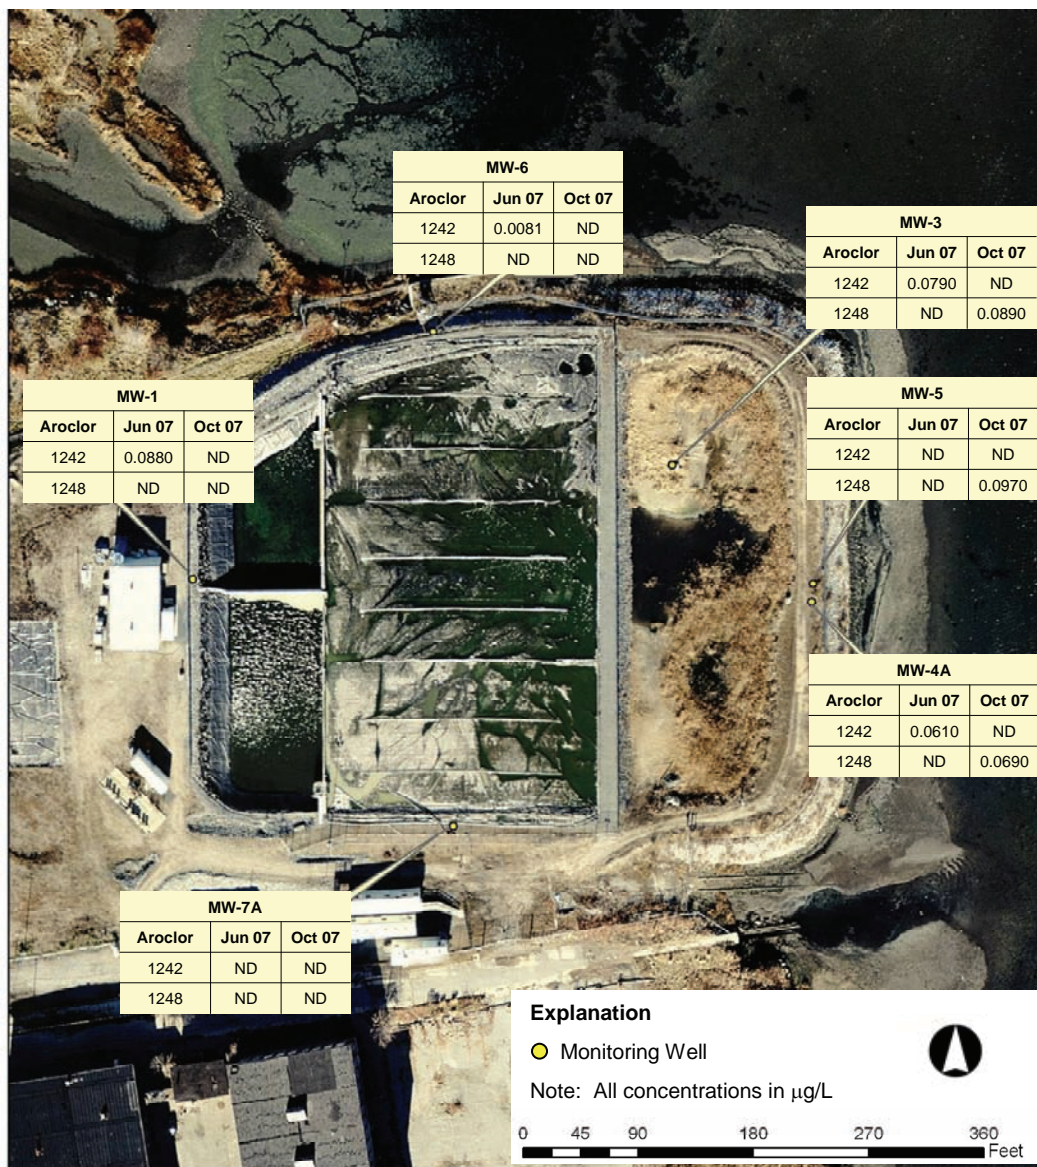 MW-6
Aroclor Jun 07 Oct 07
1242 0.0081 ND
1248 ND ND
MW-3
Aroclor Jun 07 Oct 07
1242 0.0790 ND
1248 ND 0.0890
MW-1
Aroclor Jun 07 Oct 07
1242 0.0880 ND
1248 ND ND
MW-5
Aroclor Jun 07 Oct 07
1242 ND ND
1248 ND 0.0970
MW-4A
Aroclor Jun 07 Oct 07
1242 0.0610 ND
1248 ND 0.0690
MW-7A
Aroclor Jun 07 Oct 07
1242 ND ND
1248 ND ND
Explanation
Monitoring Well
Note: All concentrations in μg/L
0 45 90 180 270 360
Feet